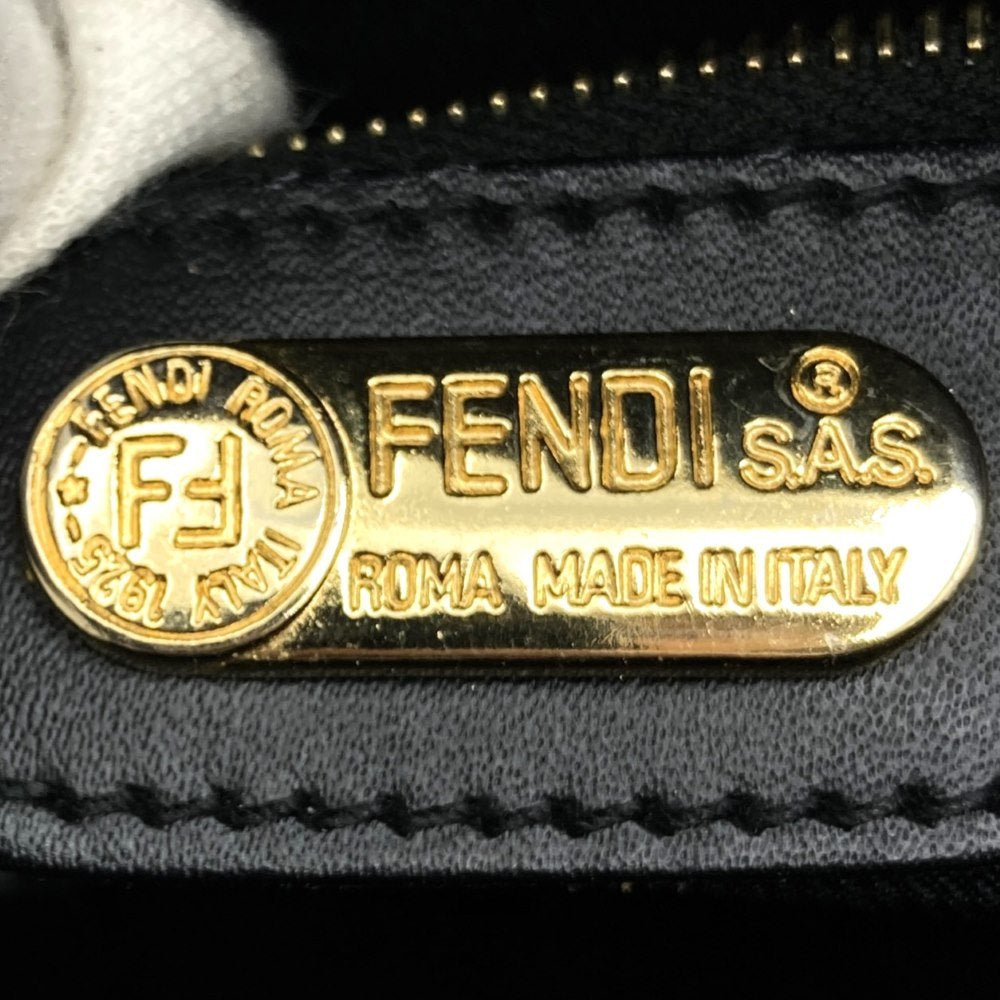 FENDI ROMA ITALY 1925
FF
FENDI S.A.S. ®
ROMA MADE IN ITALY